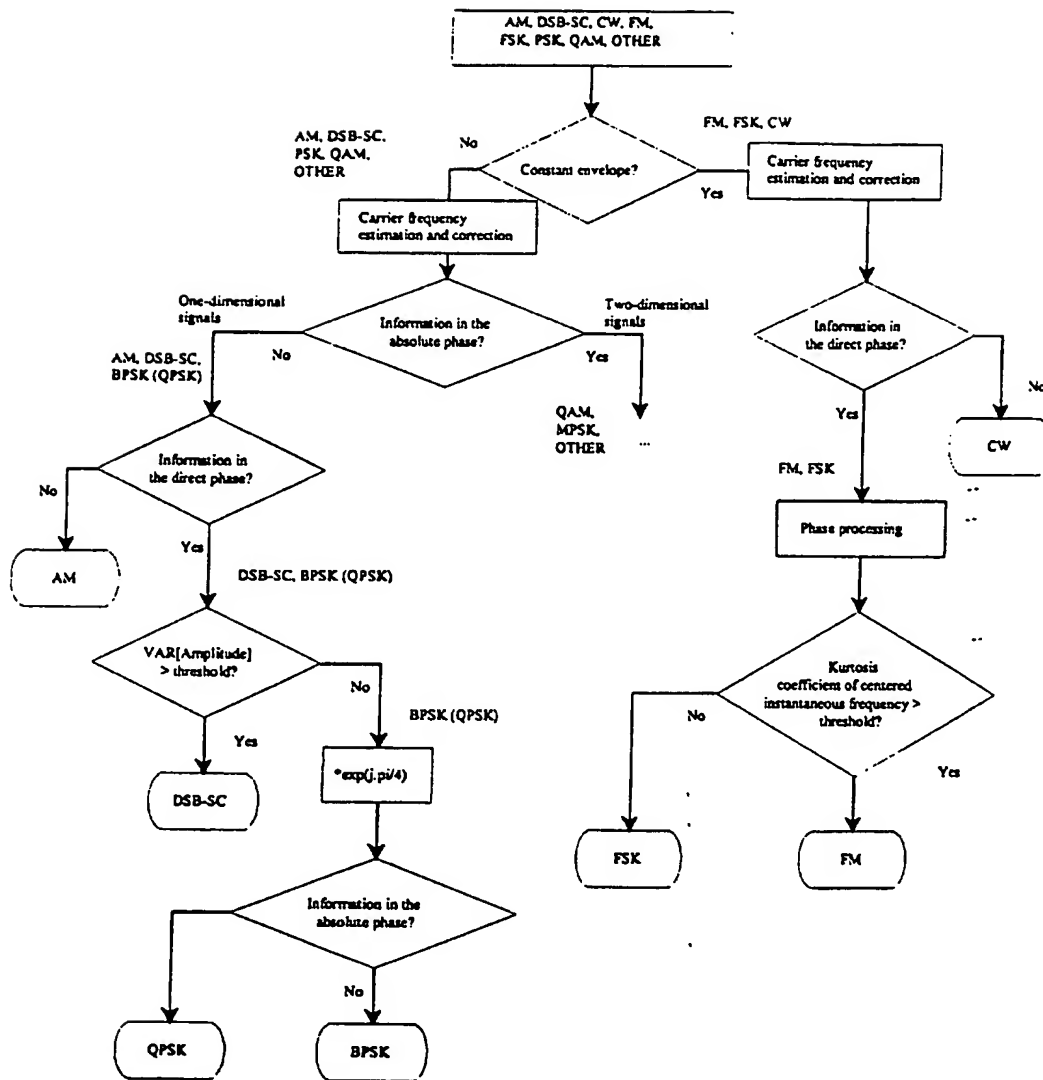 AM, DSB-SC, CW, FM,
FSK, PSK, QAM, OTHER
AM, DSB-SC,
PSK, QAM,
OTHER
No
Constant envelope?
FM, FSK, CW
Yes
Carrier frequency
estimation and correction
Carrier frequency
estimation and correction
One-dimensional
signals
Information in the
absolute phase?
Two-dimensional
signals
No
Yes
Information in
the direct phase?
No
Yes
AM, DSB-SC,
BPSK (QPSK)
QAM,
MPSK,
OTHER
...
CW
Information in
the direct phase?
No
Yes
FM, FSK
Phase processing
AM
DSB-SC, BPSK (QPSK)
VAR[Amplitude]
> threshold?
No
Yes
BPSK (QPSK)
Kurtosis
coefficient of centered
instantaneous frequency >
threshold?
No
Yes
*exp(j.pi/4)
DSB-SC
FSK
FM
Information in the
absolute phase?
No
QPSK
BPSK